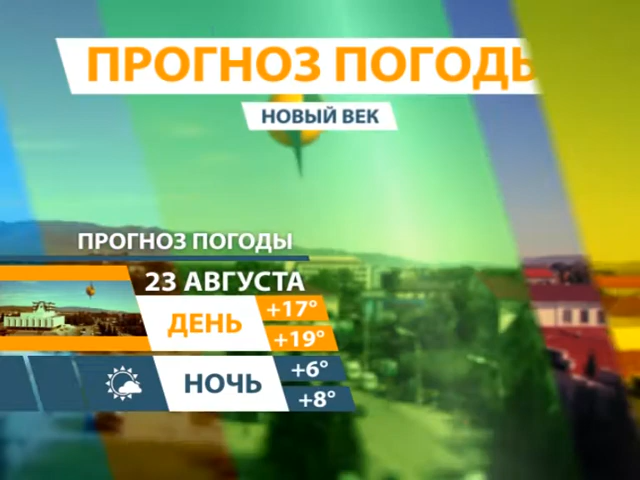 ПРОГНОЗ ПОГОДЫ
НОВЫЙ ВЕК
ПРОГНОЗ ПОГОДЫ
23 АВГУСТА
ДЕНЬ
+17°
+19°
НОЧЬ
+6°
+8°